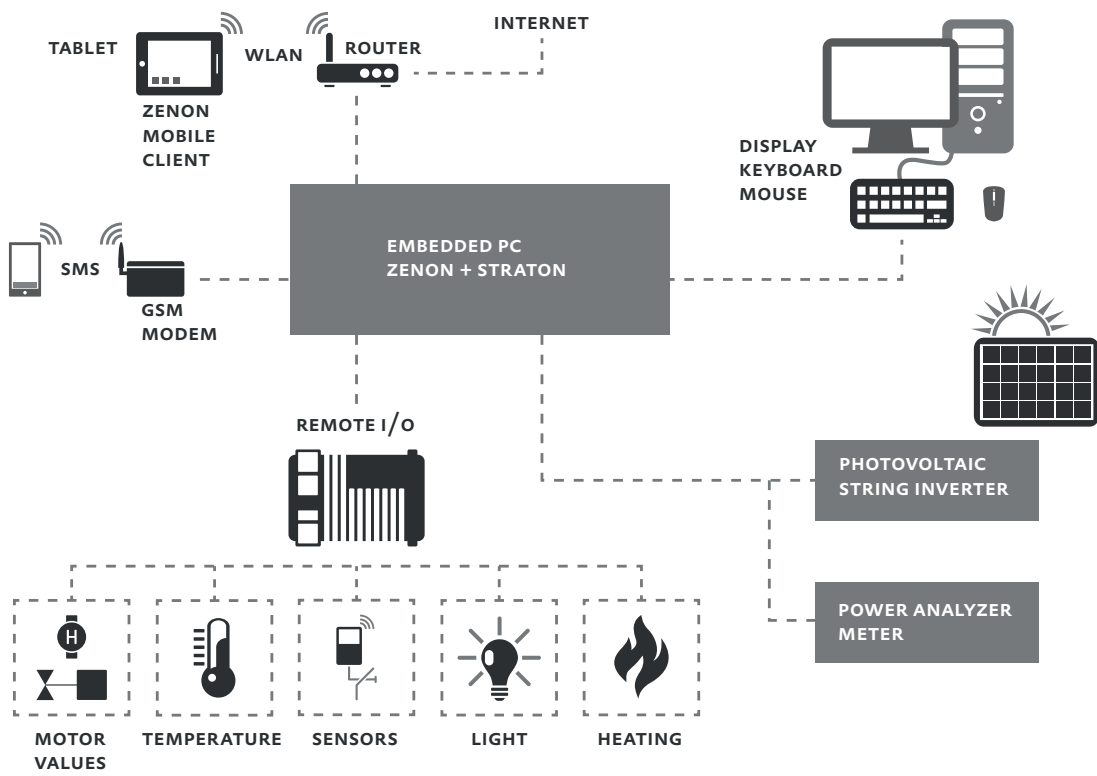 INTERNET
TABLET
WLAN
ROUTER
ZENON
MOBILE
CLIENT
DISPLAY
KEYBOARD
MOUSE
EMBEDDED PC
ZENON + STRATON
SMS
GSM
MODEM
REMOTE I/O
PHOTOVOLTAIC
STRING INVERTER
POWER ANALYZER
METER
H
MOTOR
VALUES
TEMPERATURE
SENSORS
LIGHT
HEATING